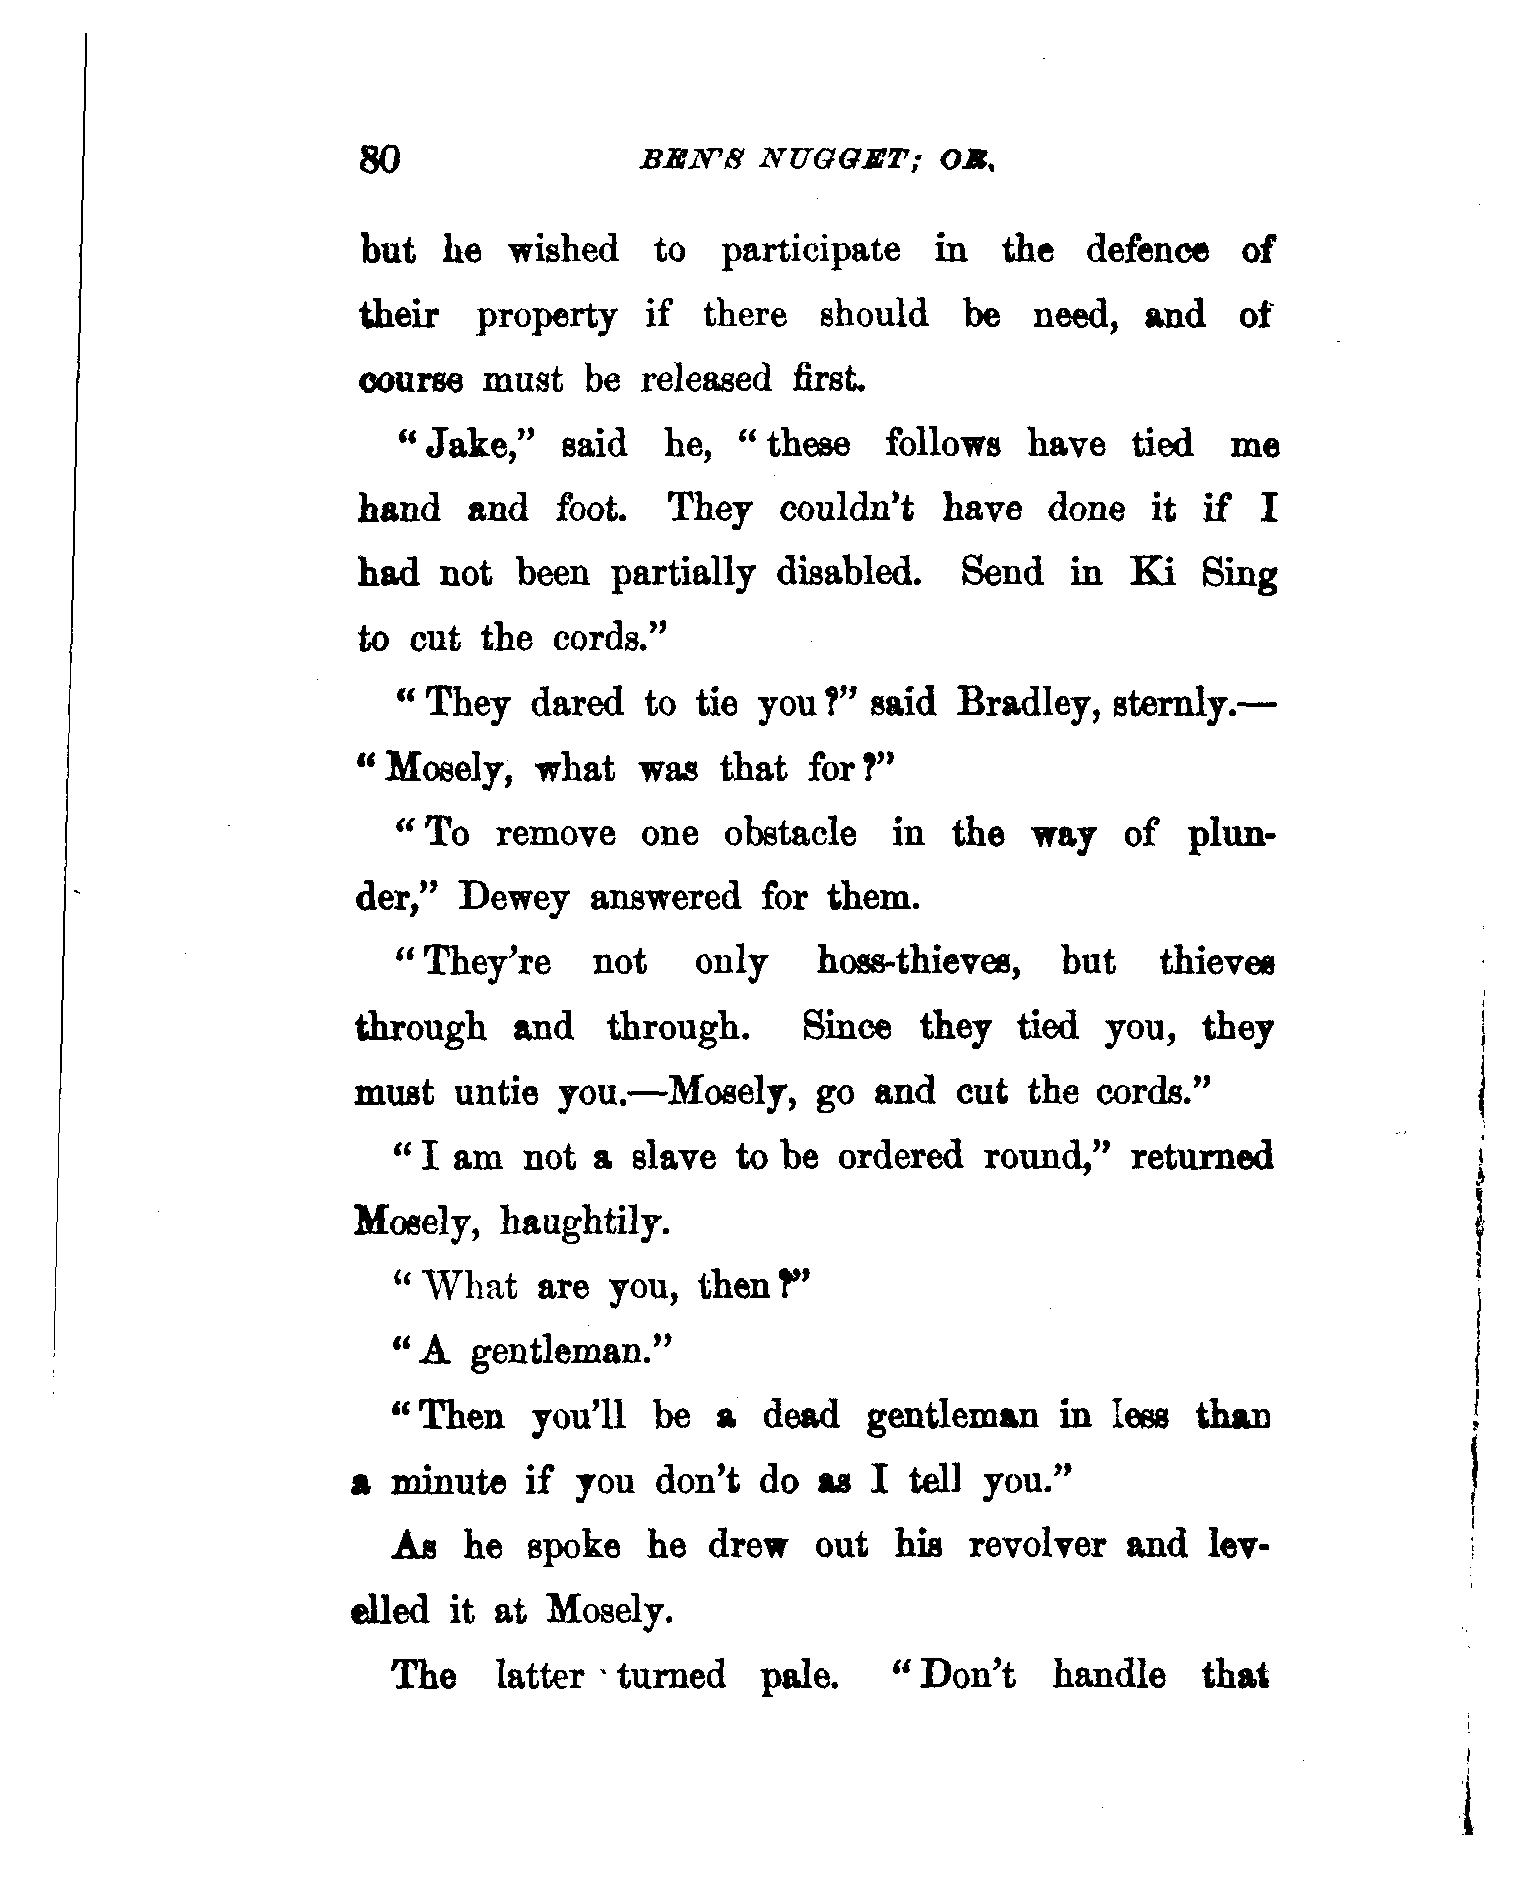 80 BEN'S NUGGET; OR,
but he wished to participate in the defence of
their property if there should be need, and of
course must be released first.
"Jake," said he, "these follows have tied me
hand and foot. They couldn't have done it if I
had not been partially disabled. Send in Ki Sing
to cut the cords."
"They dared to tie you?" said Bradley, sternly.—
"Mosely, what was that for?"
"To remove one obstacle in the way of plun-
der," Dewey answered for them.
"They're not only hoss-thieves, but thieves
through and through. Since they tied you, they
must untie you.—Mosely, go and cut the cords."
"I am not a slave to be ordered round," returned
Mosely, haughtily.
"What are you, then?"
"A gentleman."
"Then you'll be a dead gentleman in less than
a minute if you don't do as I tell you."
As he spoke he drew out his revolver and lev-
elled it at Mosely.
The latter turned pale. "Don't handle that